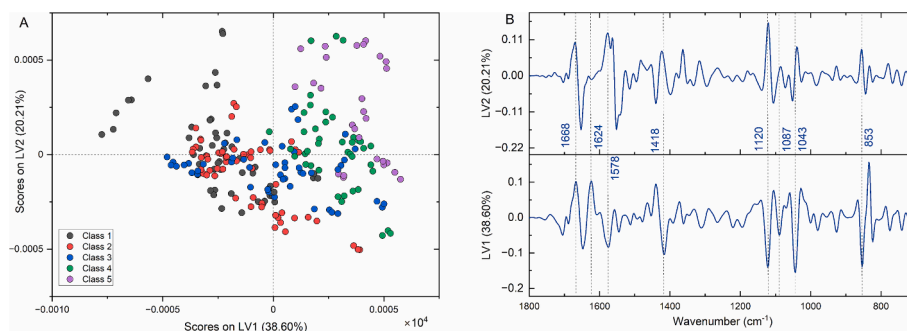 A
0.0005
0
−0.0005
Scores on LV2 (20.21%)
Class 1
Class 2
Class 3
Class 4
Class 5
−0.0010
−0.0005
0
0.0005
×10⁴
Scores on LV1 (38.60%)
B
LV2 (20.21%)
0.11
0.00
−0.11
−0.22
1668
1624
1578
1418
1120
1087
1043
853
LV1 (38.60%)
0.1
0.0
−0.1
−0.2
1800
1600
1400
1200
1000
800
Wavenumber (cm⁻¹)